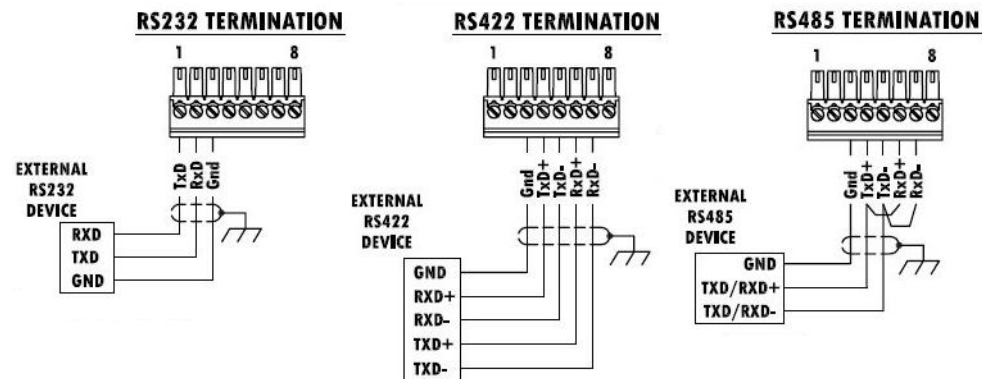 RS232 TERMINATION
1 8
TxD
RxD
Gnd
EXTERNAL
RS232
DEVICE
RXD
TXD
GND
RS422 TERMINATION
1 8
Gnd
TxD+
TxD-
RxD+
RxD-
EXTERNAL
RS422
DEVICE
GND
RXD+
RXD-
TXD+
TXD-
RS485 TERMINATION
1 8
Gnd
TxD+
TxD-
RxD+
RxD-
EXTERNAL
RS485
DEVICE
GND
TXD/RXD+
TXD/RXD-